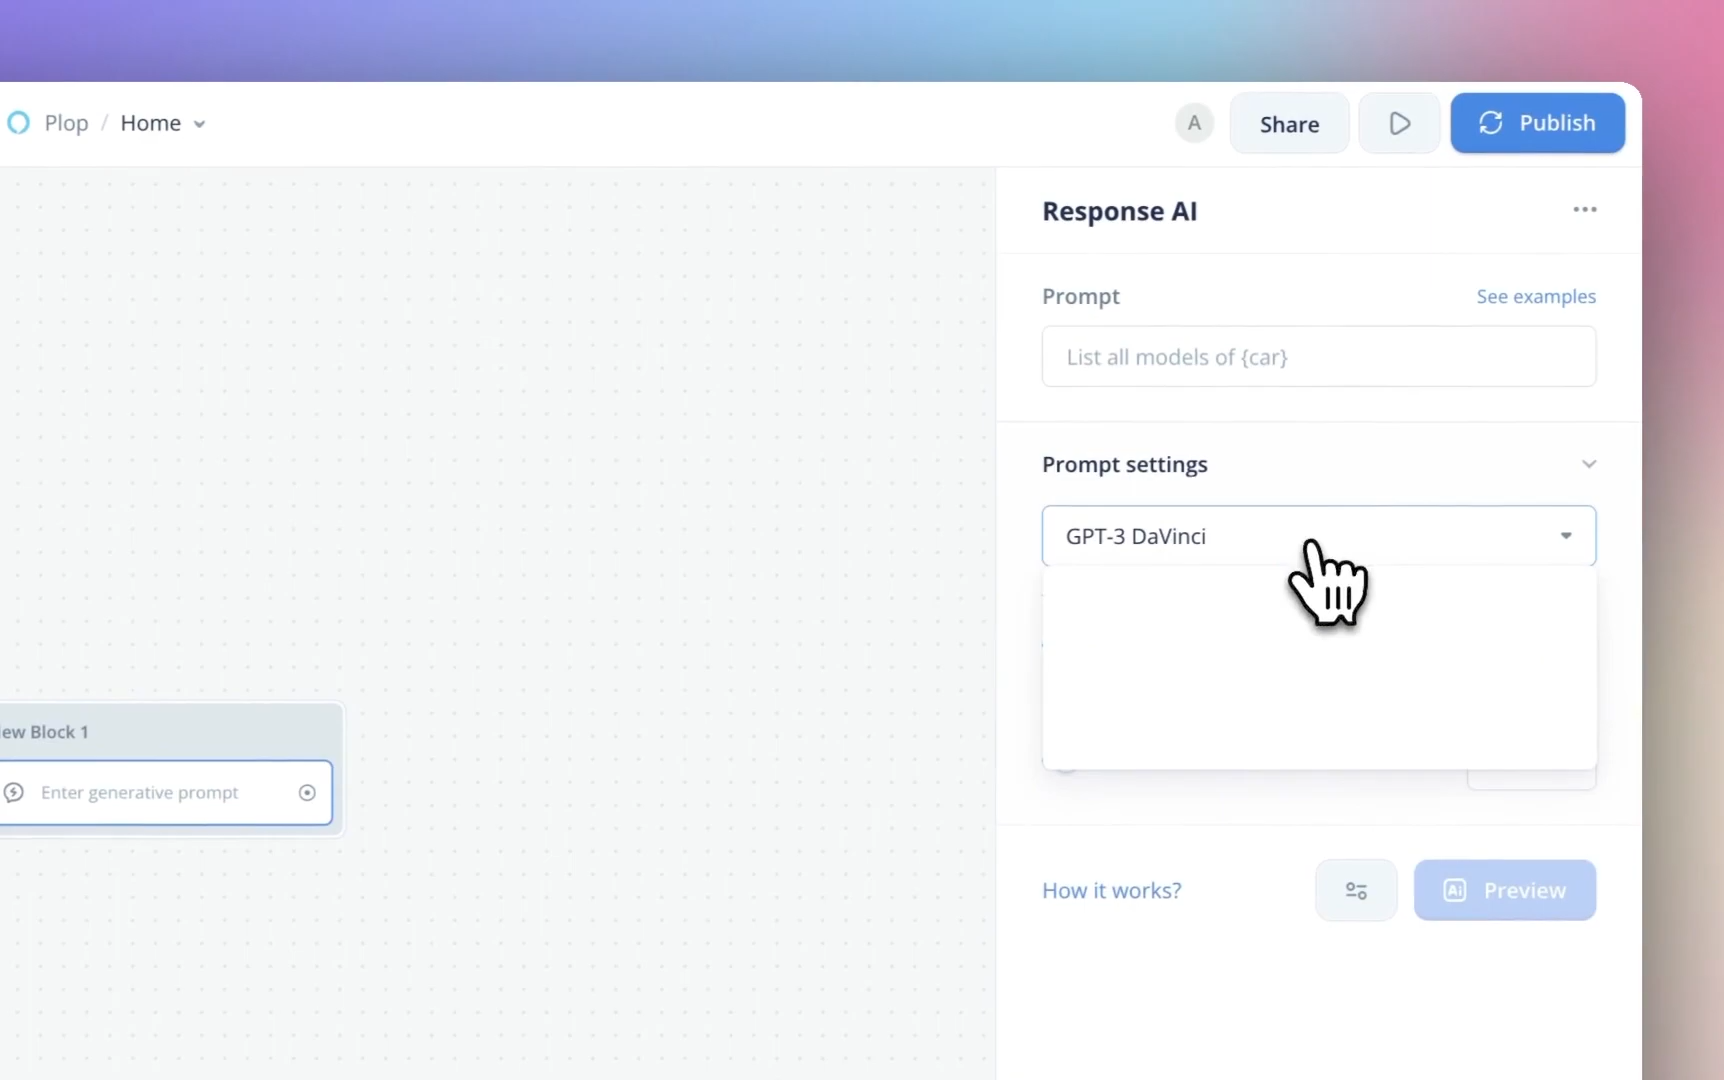 Plop / Home
A
Share
Publish
Response AI
Prompt
See examples
List all models of {car}
Prompt settings
GPT-3 DaVinci
Block 1
Enter generative prompt
How it works?
Ai Preview